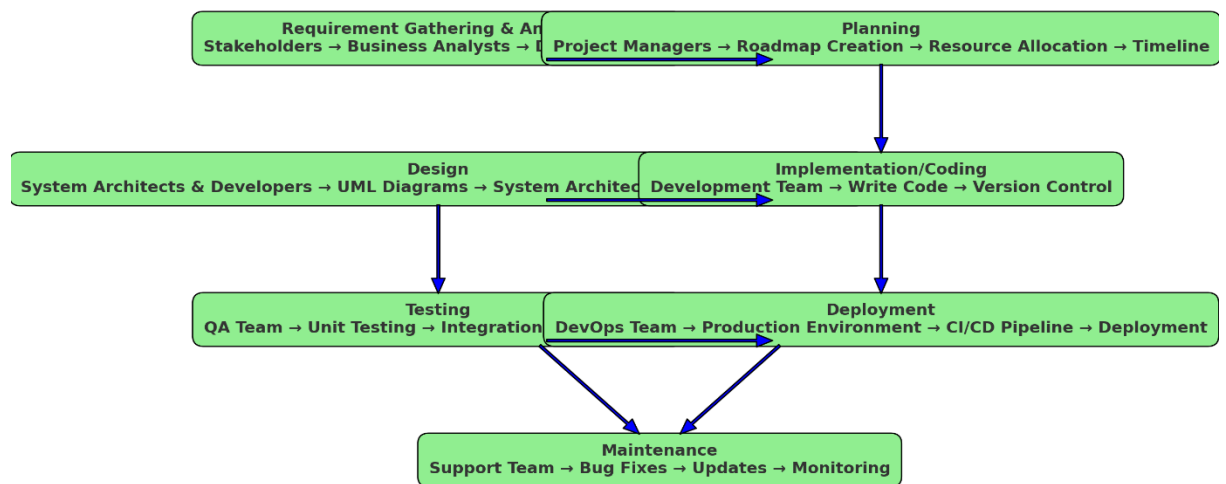 Requirement Gathering & An
Stakeholders → Business Analysts →
Planning
Project Managers → Roadmap Creation → Resource Allocation → Timeline
Design
System Architects & Developers → UML Diagrams → System Architec
Implementation/Coding
Development Team → Write Code → Version Control
Testing
QA Team → Unit Testing → Integration
Deployment
DevOps Team → Production Environment → CI/CD Pipeline → Deployment
Maintenance
Support Team → Bug Fixes → Updates → Monitoring